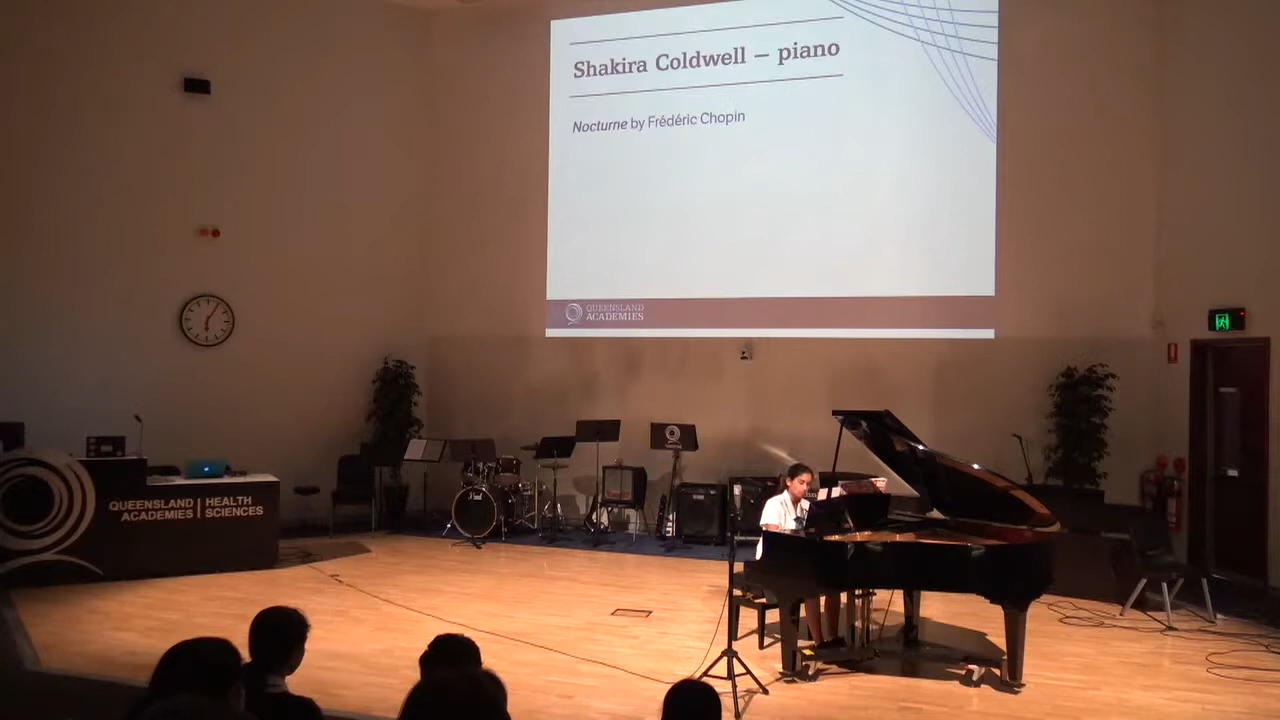 Shakira Coldwell – piano
Nocturne by Frédéric Chopin
QUEENSLAND
ACADEMIES
QUEENSLAND
ACADEMIES
HEALTH
SCIENCES